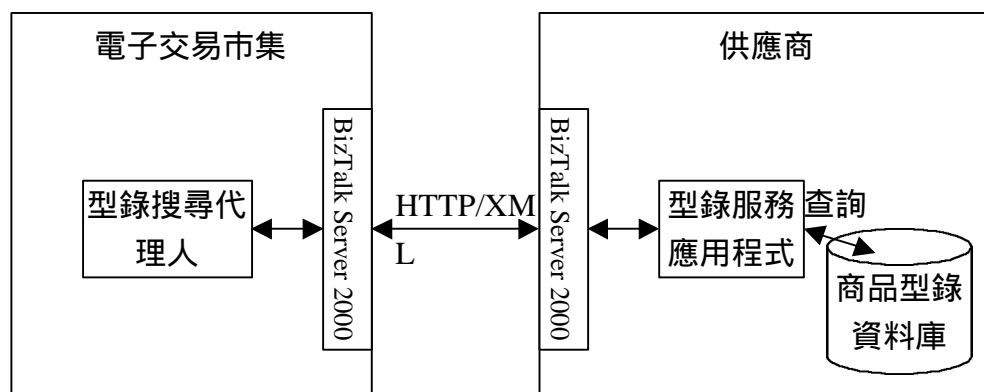 電子交易市集
供應商
型錄搜尋代
理人
BizTalk Server 2000
HTTP/XM
L
BizTalk Server 2000
型錄服務
應用程式
查詢
商品型錄
資料庫